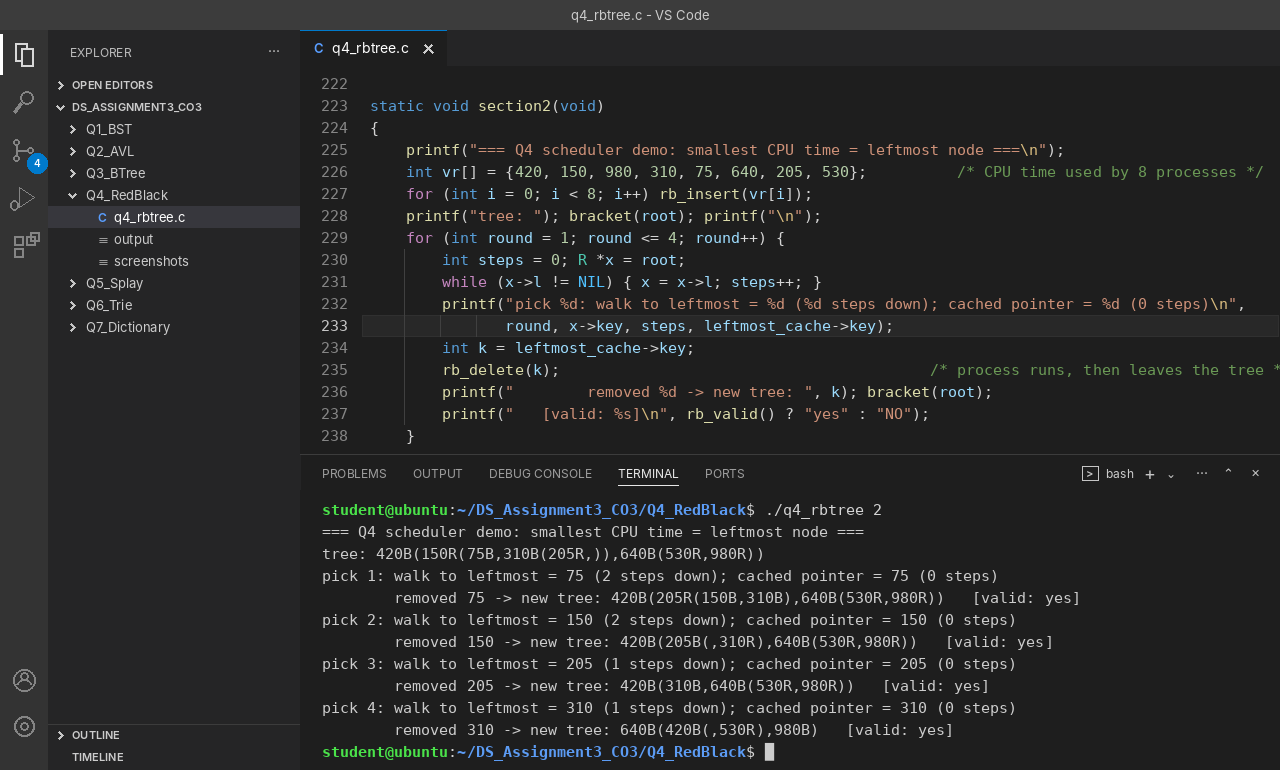 q4_rbtree.c - VS Code
EXPLORER
OPEN EDITORS
DS_ASSIGNMENT3_CO3
Q1_BST
Q2_AVL
Q3_BTree
Q4_RedBlack
C q4_rbtree.c
output
screenshots
Q5_Splay
Q6_Trie
Q7_Dictionary
OUTLINE
TIMELINE
4
C q4_rbtree.c
222
223 static void section2(void)
224 {
225     printf("=== Q4 scheduler demo: smallest CPU time = leftmost node ===\n");
226     int vr[] = {420, 150, 980, 310, 75, 640, 205, 530};          /* CPU time used by 8 processes */
227     for (int i = 0; i < 8; i++) rb_insert(vr[i]);
228     printf("tree: "); bracket(root); printf("\n");
229     for (int round = 1; round <= 4; round++) {
230         int steps = 0; R *x = root;
231         while (x->l != NIL) { x = x->l; steps++; }
232         printf("pick %d: walk to leftmost = %d (%d steps down); cached pointer = %d (0 steps)\n",
233                round, x->key, steps, leftmost_cache->key);
234         int k = leftmost_cache->key;
235         rb_delete(k);                                         /* process runs, then leaves the tree *
236         printf("        removed %d -> new tree: ", k); bracket(root);
237         printf("   [valid: %s]\n", rb_valid() ? "yes" : "NO");
238     }
PROBLEMS OUTPUT DEBUG CONSOLE TERMINAL PORTS bash
student@ubuntu:~/DS_Assignment3_CO3/Q4_RedBlack$ ./q4_rbtree 2
=== Q4 scheduler demo: smallest CPU time = leftmost node ===
tree: 420B(150R(75B,310B(205R,)),640B(530R,980R))
pick 1: walk to leftmost = 75 (2 steps down); cached pointer = 75 (0 steps)
        removed 75 -> new tree: 420B(205R(150B,310B),640B(530R,980R))   [valid: yes]
pick 2: walk to leftmost = 150 (2 steps down); cached pointer = 150 (0 steps)
        removed 150 -> new tree: 420B(205B(,310R),640B(530R,980R))   [valid: yes]
pick 3: walk to leftmost = 205 (1 steps down); cached pointer = 205 (0 steps)
        removed 205 -> new tree: 420B(310B,640B(530R,980R))   [valid: yes]
pick 4: walk to leftmost = 310 (1 steps down); cached pointer = 310 (0 steps)
        removed 310 -> new tree: 640B(420B(,530R),980B)   [valid: yes]
student@ubuntu:~/DS_Assignment3_CO3/Q4_RedBlack$